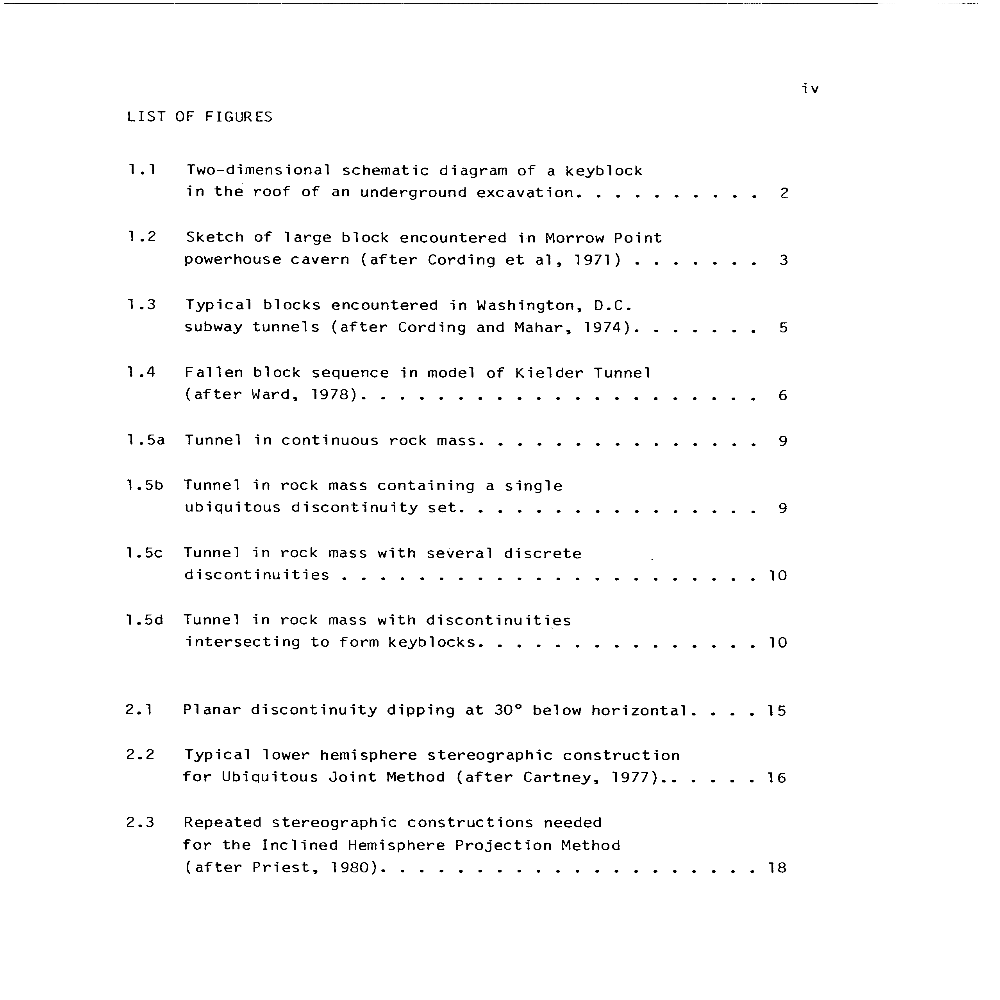 iv
LIST OF FIGURES
1.1 Two-dimensional schematic diagram of a keyblock
in the roof of an underground excavation. . . . . . . . . . 2
1.2 Sketch of large block encountered in Morrow Point
powerhouse cavern (after Cording et al, 1971) . . . . . . . 3
1.3 Typical blocks encountered in Washington, D.C.
subway tunnels (after Cording and Mahar, 1974). . . . . . . 5
1.4 Fallen block sequence in model of Kielder Tunnel
(after Ward, 1978). . . . . . . . . . . . . . . . . . . . . 6
1.5a Tunnel in continuous rock mass. . . . . . . . . . . . . . . 9
1.5b Tunnel in rock mass containing a single
ubiquitous discontinuity set. . . . . . . . . . . . . . . . 9
1.5c Tunnel in rock mass with several discrete
discontinuities . . . . . . . . . . . . . . . . . . . . . . 10
1.5d Tunnel in rock mass with discontinuities
intersecting to form keyblocks. . . . . . . . . . . . . . . 10
2.1 Planar discontinuity dipping at 30° below horizontal. . . . 15
2.2 Typical lower hemisphere stereographic construction
for Ubiquitous Joint Method (after Cartney, 1977).. . . . . 16
2.3 Repeated stereographic constructions needed
for the Inclined Hemisphere Projection Method
(after Priest, 1980). . . . . . . . . . . . . . . . . . . . 18